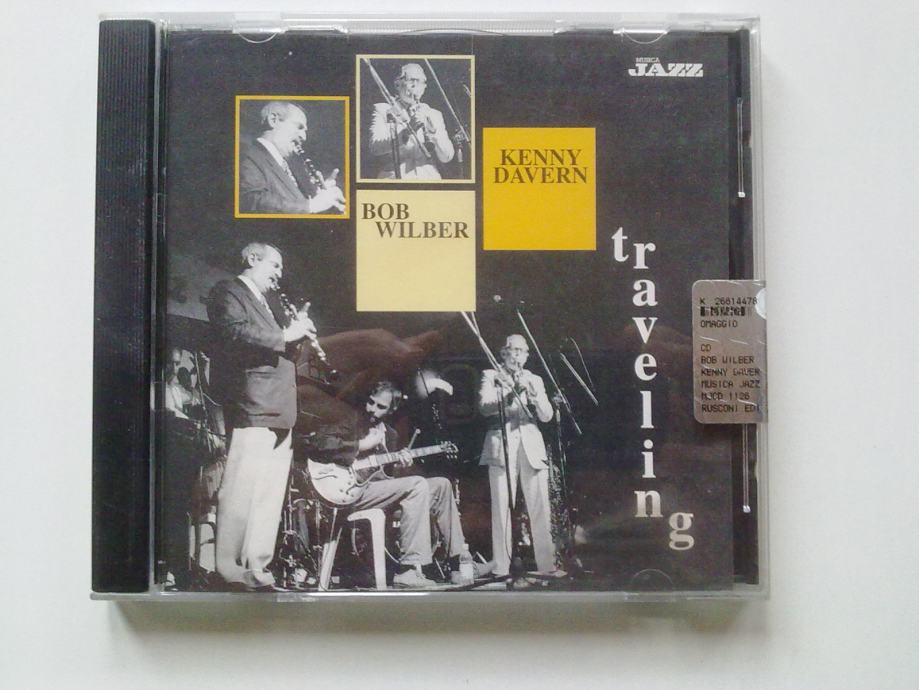 MUSICA
JAZZ
KENNY
DAVERN
BOB
WILBER
traveling
K 26614478
OMAGGIO
CD
BOB WILBER
KENNY DAVER
MUSICA JAZZ
MJCD 1126
RUSCONI EDI